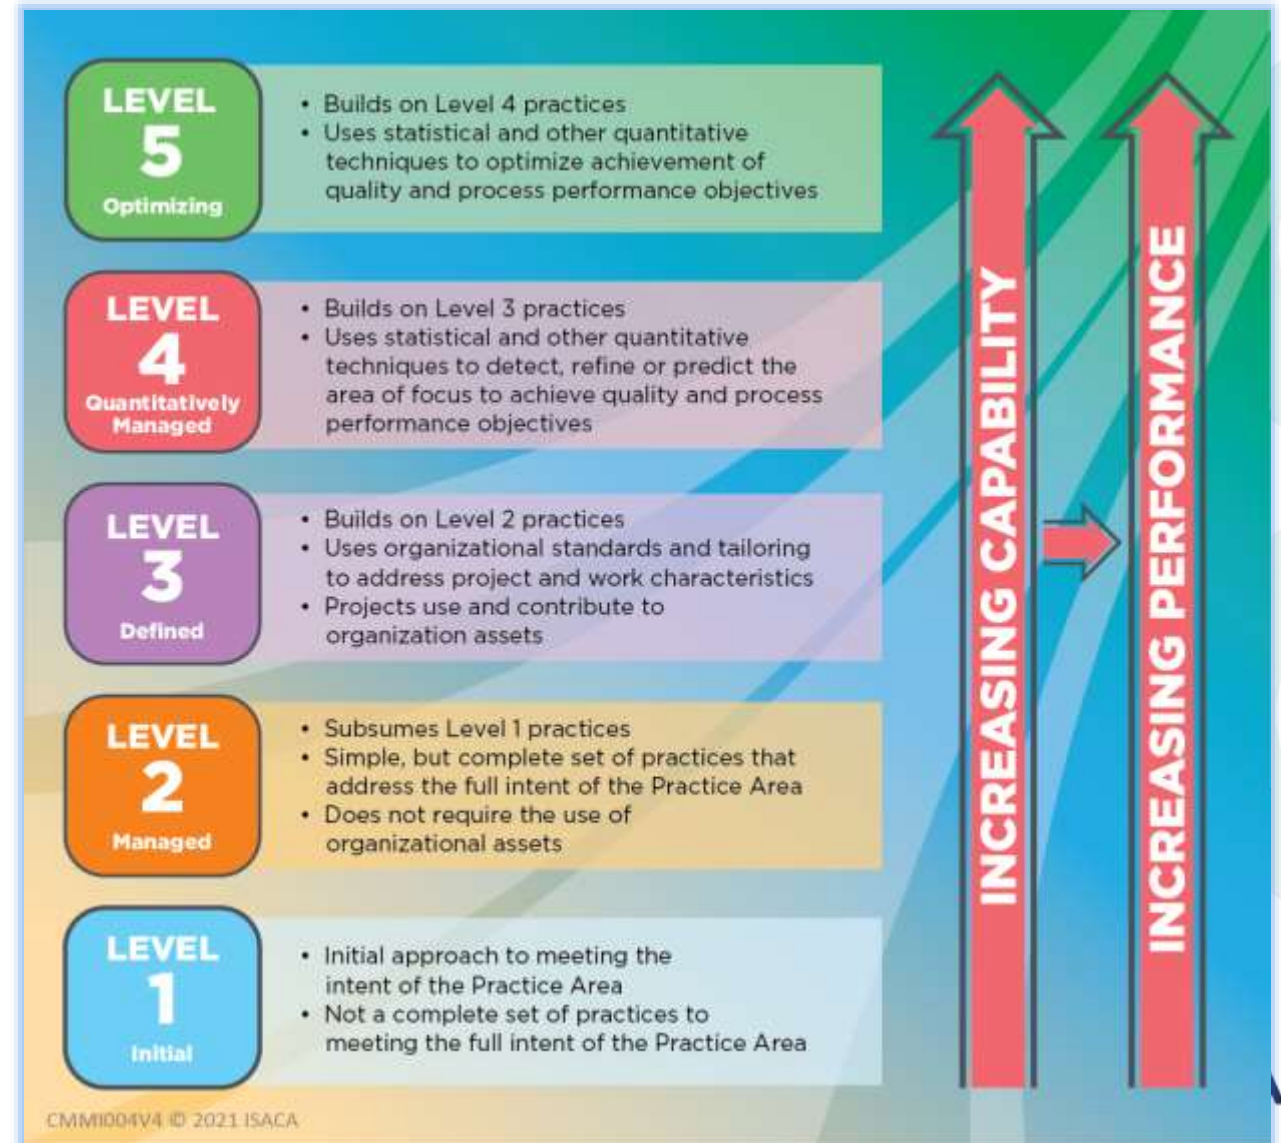 LEVEL
5
Optimizing
• Builds on Level 4 practices
• Uses statistical and other quantitative
techniques to optimize achievement of
quality and process performance objectives
LEVEL
4
Quantitatively
Managed
• Builds on Level 3 practices
• Uses statistical and other quantitative
techniques to detect, refine or predict the
area of focus to achieve quality and process
performance objectives
LEVEL
3
Defined
• Builds on Level 2 practices
• Uses organizational standards and tailoring
to address project and work characteristics
• Projects use and contribute to
organization assets
LEVEL
2
Managed
• Subsumes Level 1 practices
• Simple, but complete set of practices that
address the full intent of the Practice Area
• Does not require the use of
organizational assets
LEVEL
1
Initial
• Initial approach to meeting the
intent of the Practice Area
• Not a complete set of practices to
meeting the full intent of the Practice Area
INCREASING CAPABILITY
INCREASING PERFORMANCE
CMMI004V4 © 2021 ISACA